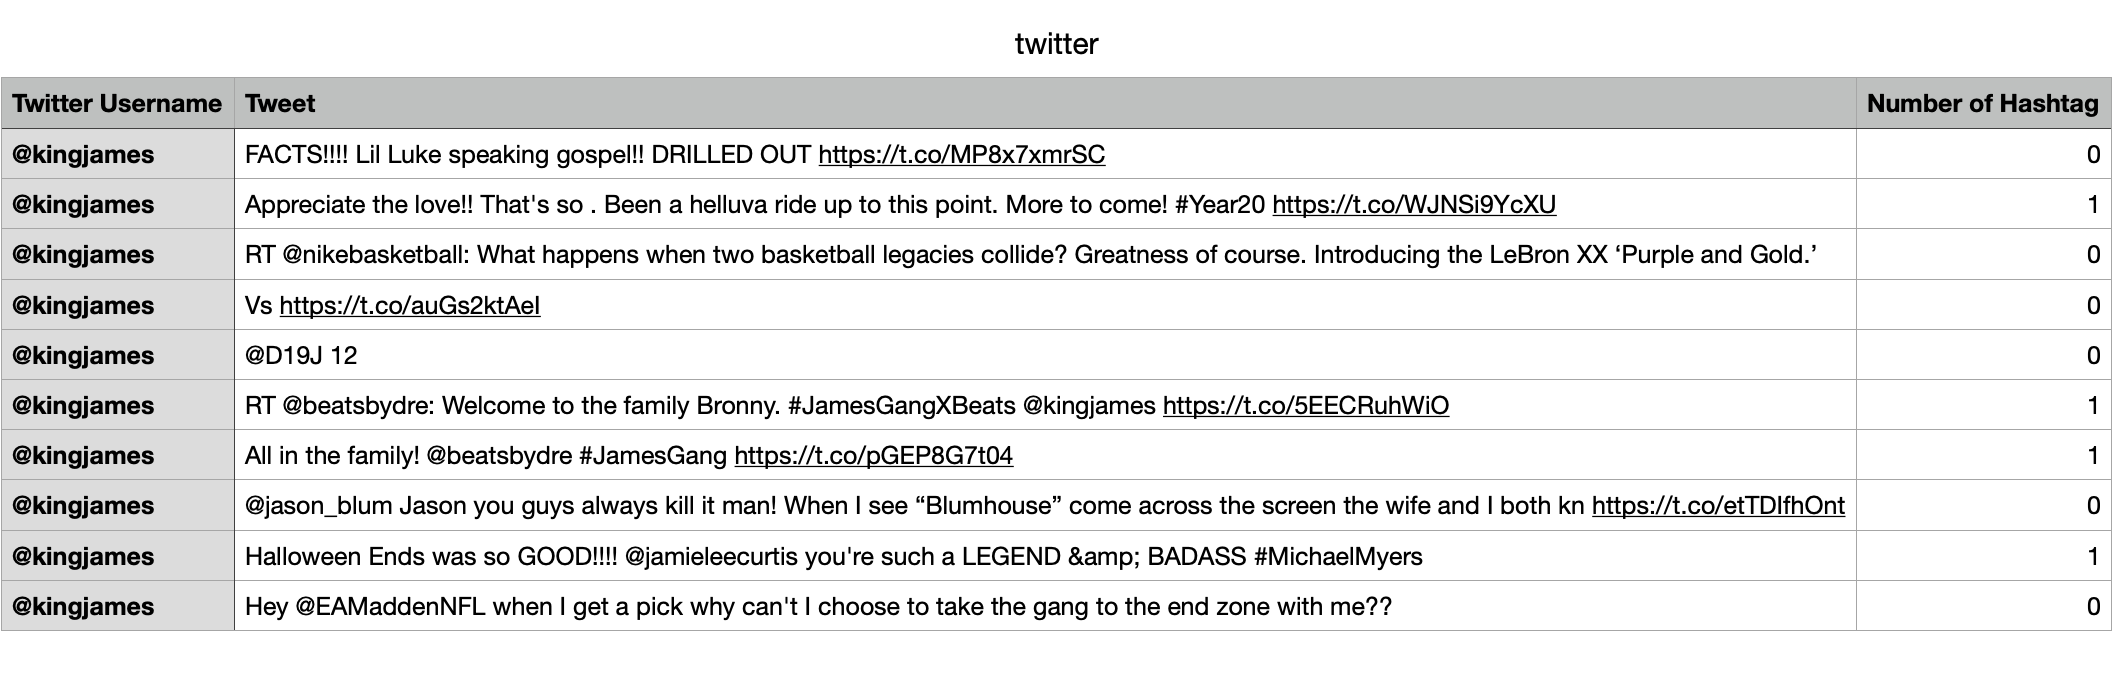 twitter
Twitter Username Tweet Number of Hashtag
@kingjames FACTS!!!! Lil Luke speaking gospel!! DRILLED OUT https://t.co/MP8x7xmrSC 0
@kingjames Appreciate the love!! That's so . Been a helluva ride up to this point. More to come! #Year20 https://t.co/WJNSi9YcXU 1
@kingjames RT @nikebasketball: What happens when two basketball legacies collide? Greatness of course. Introducing the LeBron XX ‘Purple and Gold.’ 0
@kingjames Vs https://t.co/auGs2ktAeI 0
@kingjames @D19J 12 0
@kingjames RT @beatsbydre: Welcome to the family Bronny. #JamesGangXBeats @kingjames https://t.co/5EECRuhWiO 1
@kingjames All in the family! @beatsbydre #JamesGang https://t.co/pGEP8G7t04 1
@kingjames @jason_blum Jason you guys always kill it man! When I see “Blumhouse” come across the screen the wife and I both kn https://t.co/etTDIfhOnt 0
@kingjames Halloween Ends was so GOOD!!!! @jamieleecurtis you're such a LEGEND &amp; BADASS #MichaelMyers 1
@kingjames Hey @EAMaddenNFL when I get a pick why can't I choose to take the gang to the end zone with me?? 0